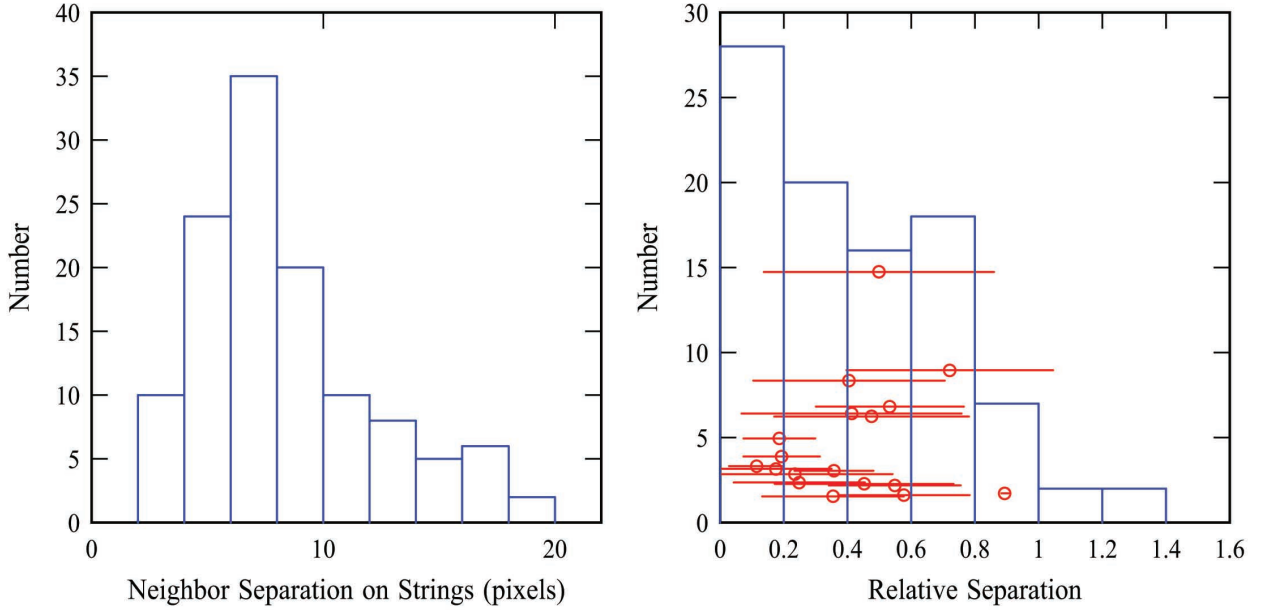 40
35
30
25
20
15
10
5
0
Number
0 10 20
Neighbor Separation on Strings (pixels)
30
25
20
15
10
5
0
Number
0 0.2 0.4 0.6 0.8 1 1.2 1.4 1.6
Relative Separation